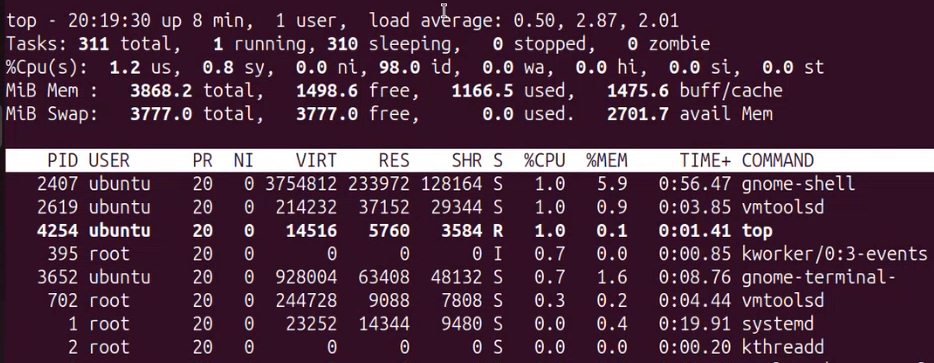 top - 20:19:30 up 8 min,  1 user,  load average: 0.50, 2.87, 2.01
Tasks: 311 total,   1 running, 310 sleeping,   0 stopped,   0 zombie
%Cpu(s):  1.2 us,  0.8 sy,  0.0 ni, 98.0 id,  0.0 wa,  0.0 hi,  0.0 si,  0.0 st
MiB Mem :   3868.2 total,   1498.6 free,   1166.5 used,   1475.6 buff/cache
MiB Swap:   3777.0 total,   3777.0 free,      0.0 used.   2701.7 avail Mem
PID USER      PR  NI    VIRT    RES    SHR S  %CPU  %MEM     TIME+ COMMAND
2407 ubuntu    20   0 3754812 233972 128164 S   1.0   5.9   0:56.47 gnome-shell
2619 ubuntu    20   0  214232  37152  29344 S   1.0   0.9   0:03.85 vmtoolsd
4254 ubuntu    20   0   14516   5760   3584 R   1.0   0.1   0:01.41 top
395 root      20   0       0      0      0 I   0.7   0.0   0:00.85 kworker/0:3-events
3652 ubuntu    20   0  928004  63408  48132 S   0.7   1.6   0:08.76 gnome-terminal-
702 root      20   0  244728   9088   7808 S   0.3   0.2   0:04.44 vmtoolsd
1 root      20   0   23252  14344   9480 S   0.0   0.4   0:19.91 systemd
2 root      20   0       0      0      0 S   0.0   0.0   0:00.20 kthreadd